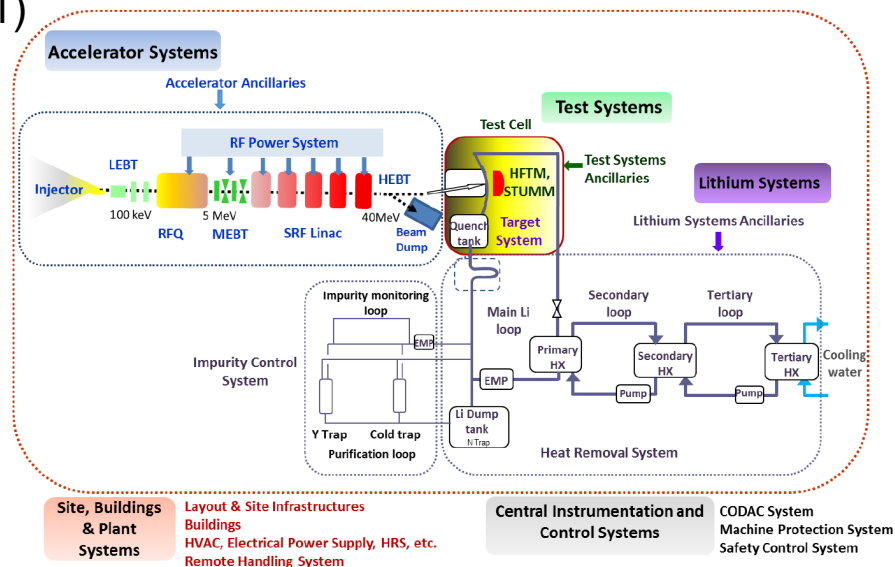 Accelerator Systems
Accelerator Ancillaries
RF Power System
LEBT
Injector
100 keV
RFQ
5 MeV
MEBT
SRF Linac
HEBT
40MeV
Beam
Dump
Test Systems
Test Cell
Test Systems
Ancillaries
HFTM,
STUMM
Target
System
Quench
tank
Lithium Systems
Lithium Systems Ancillaries
Impurity monitoring
loop
EMP
Impurity Control
System
Y Trap
Cold trap
Purification loop
Main Li
loop
EMP
Li Dump
tank
N Trap
Primary
HX
Secondary
loop
Pump
Secondary
HX
Tertiary
loop
Pump
Tertiary
HX
Cooling
water
Heat Removal System
Site, Buildings
& Plant
Systems
Layout & Site Infrastructures
Buildings
HVAC, Electrical Power Supply, HRS, etc.
Remote Handling System
Central Instrumentation and
Control Systems
CODAC System
Machine Protection System
Safety Control System